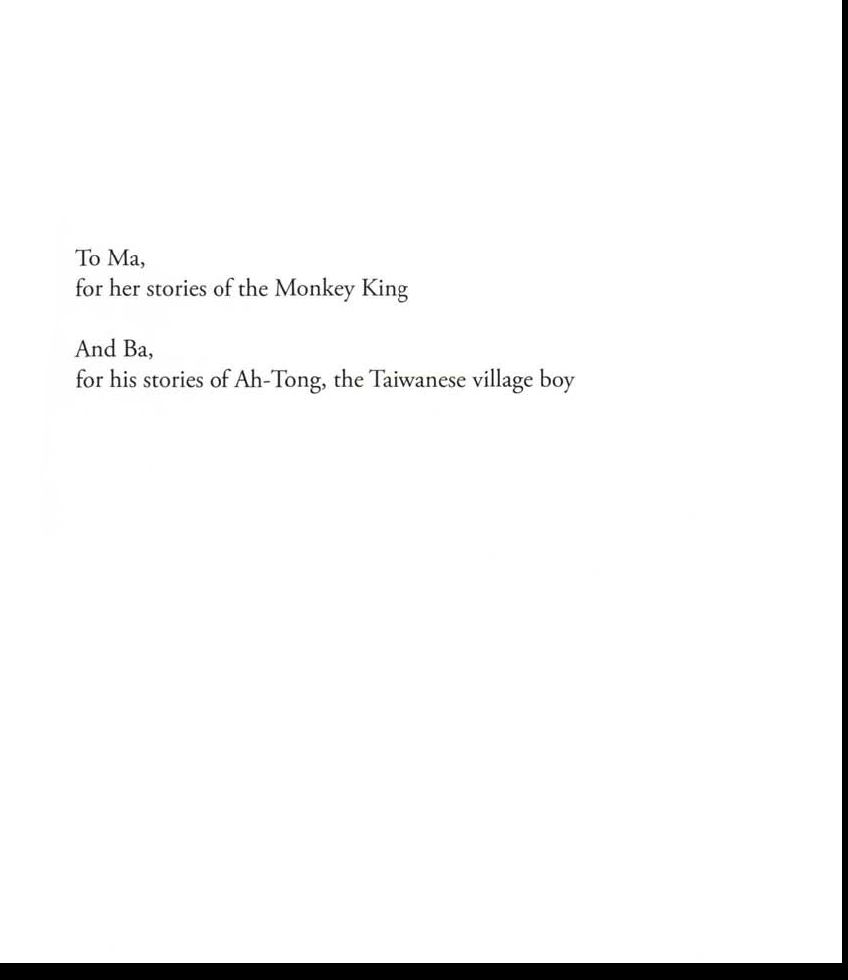 To Ma,
for her stories of the Monkey King
And Ba,
for his stories of Ah-Tong, the Taiwanese village boy